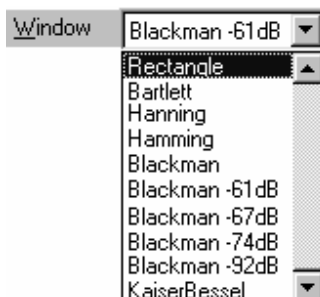 Window Blackman -61dB
Rectangle
Bartlett
Hanning
Hamming
Blackman
Blackman -61dB
Blackman -67dB
Blackman -74dB
Blackman -92dB
KaiserBessel